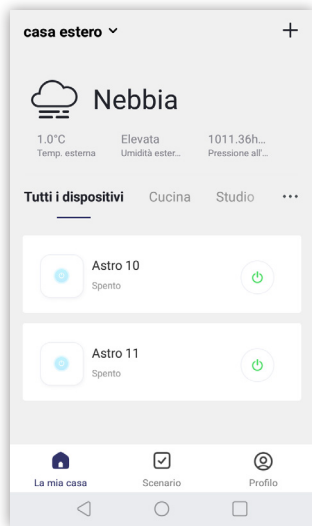 casa estero
Nebbia
1.0°C Elevata 1011.36h...
Temp. esterna Umidità ester... Pressione all'...
Tutti i dispositivi Cucina Studio ...
Astro 10
Spento
Astro 11
Spento
La mia casa Scenario Profilo